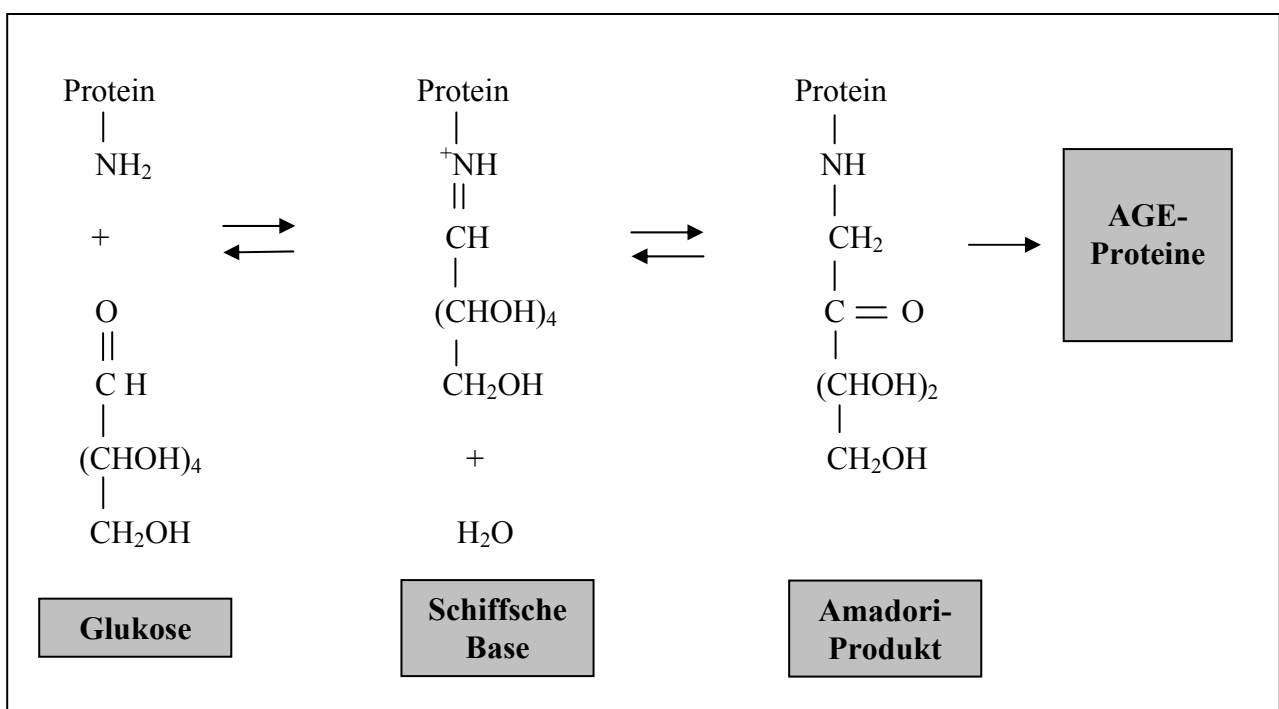 Protein
NH₂
+
O
C H
(CHOH)₄
CH₂OH
Glukose
Protein
⁺NH
CH
(CHOH)₄
CH₂OH
+
H₂O
Schiffsche
Base
Protein
NH
CH₂
C = O
(CHOH)₂
CH₂OH
Amadori-
Produkt
AGE-
Proteine